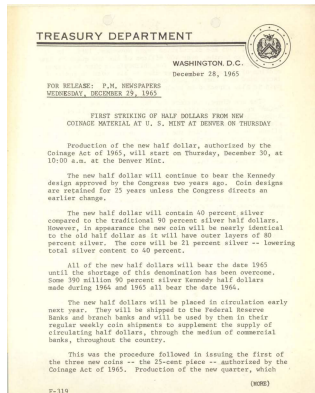 TREASURY DEPARTMENT
WASHINGTON, D.C.
December 28, 1965
FOR RELEASE: P.M. NEWSPAPERS
WEDNESDAY, DECEMBER 29, 1965
FIRST STRIKING OF HALF DOLLARS FROM NEW
COINAGE MATERIAL AT U. S. MINT AT DENVER ON THURSDAY
Production of the new half dollar, authorized by the
Coinage Act of 1965, will start on Thursday, December 30, at
10:00 a.m. at the Denver Mint.
The new half dollar will continue to bear the Kennedy
design approved by the Congress two years ago. Coin designs
are retained for 25 years unless the Congress directs an
earlier change.
The new half dollar will contain 40 percent silver
compared to the traditional 90 percent silver half dollars.
However, in appearance the new coin will be nearly identical
to the old half dollar as it will have outer layers of 80
percent silver. The core will be 21 percent silver -- lowering
total silver content to 40 percent.
All of the new half dollars will bear the date 1965
until the shortage of this denomination has been overcome.
Some 390 million 90 percent silver Kennedy half dollars
made during 1964 and 1965 all bear the date 1964.
The new half dollars will be placed in circulation early
next year. They will be shipped to the Federal Reserve
Banks and branch banks and will be used by them in their
regular weekly coin shipments to supplement the supply of
circulating half dollars, through the medium of commercial
banks, throughout the country.
This was the procedure followed in issuing the first of
the three new coins -- the 25-cent piece -- authorized by the
Coinage Act of 1965. Production of the new quarter, which
(MORE)
F-319